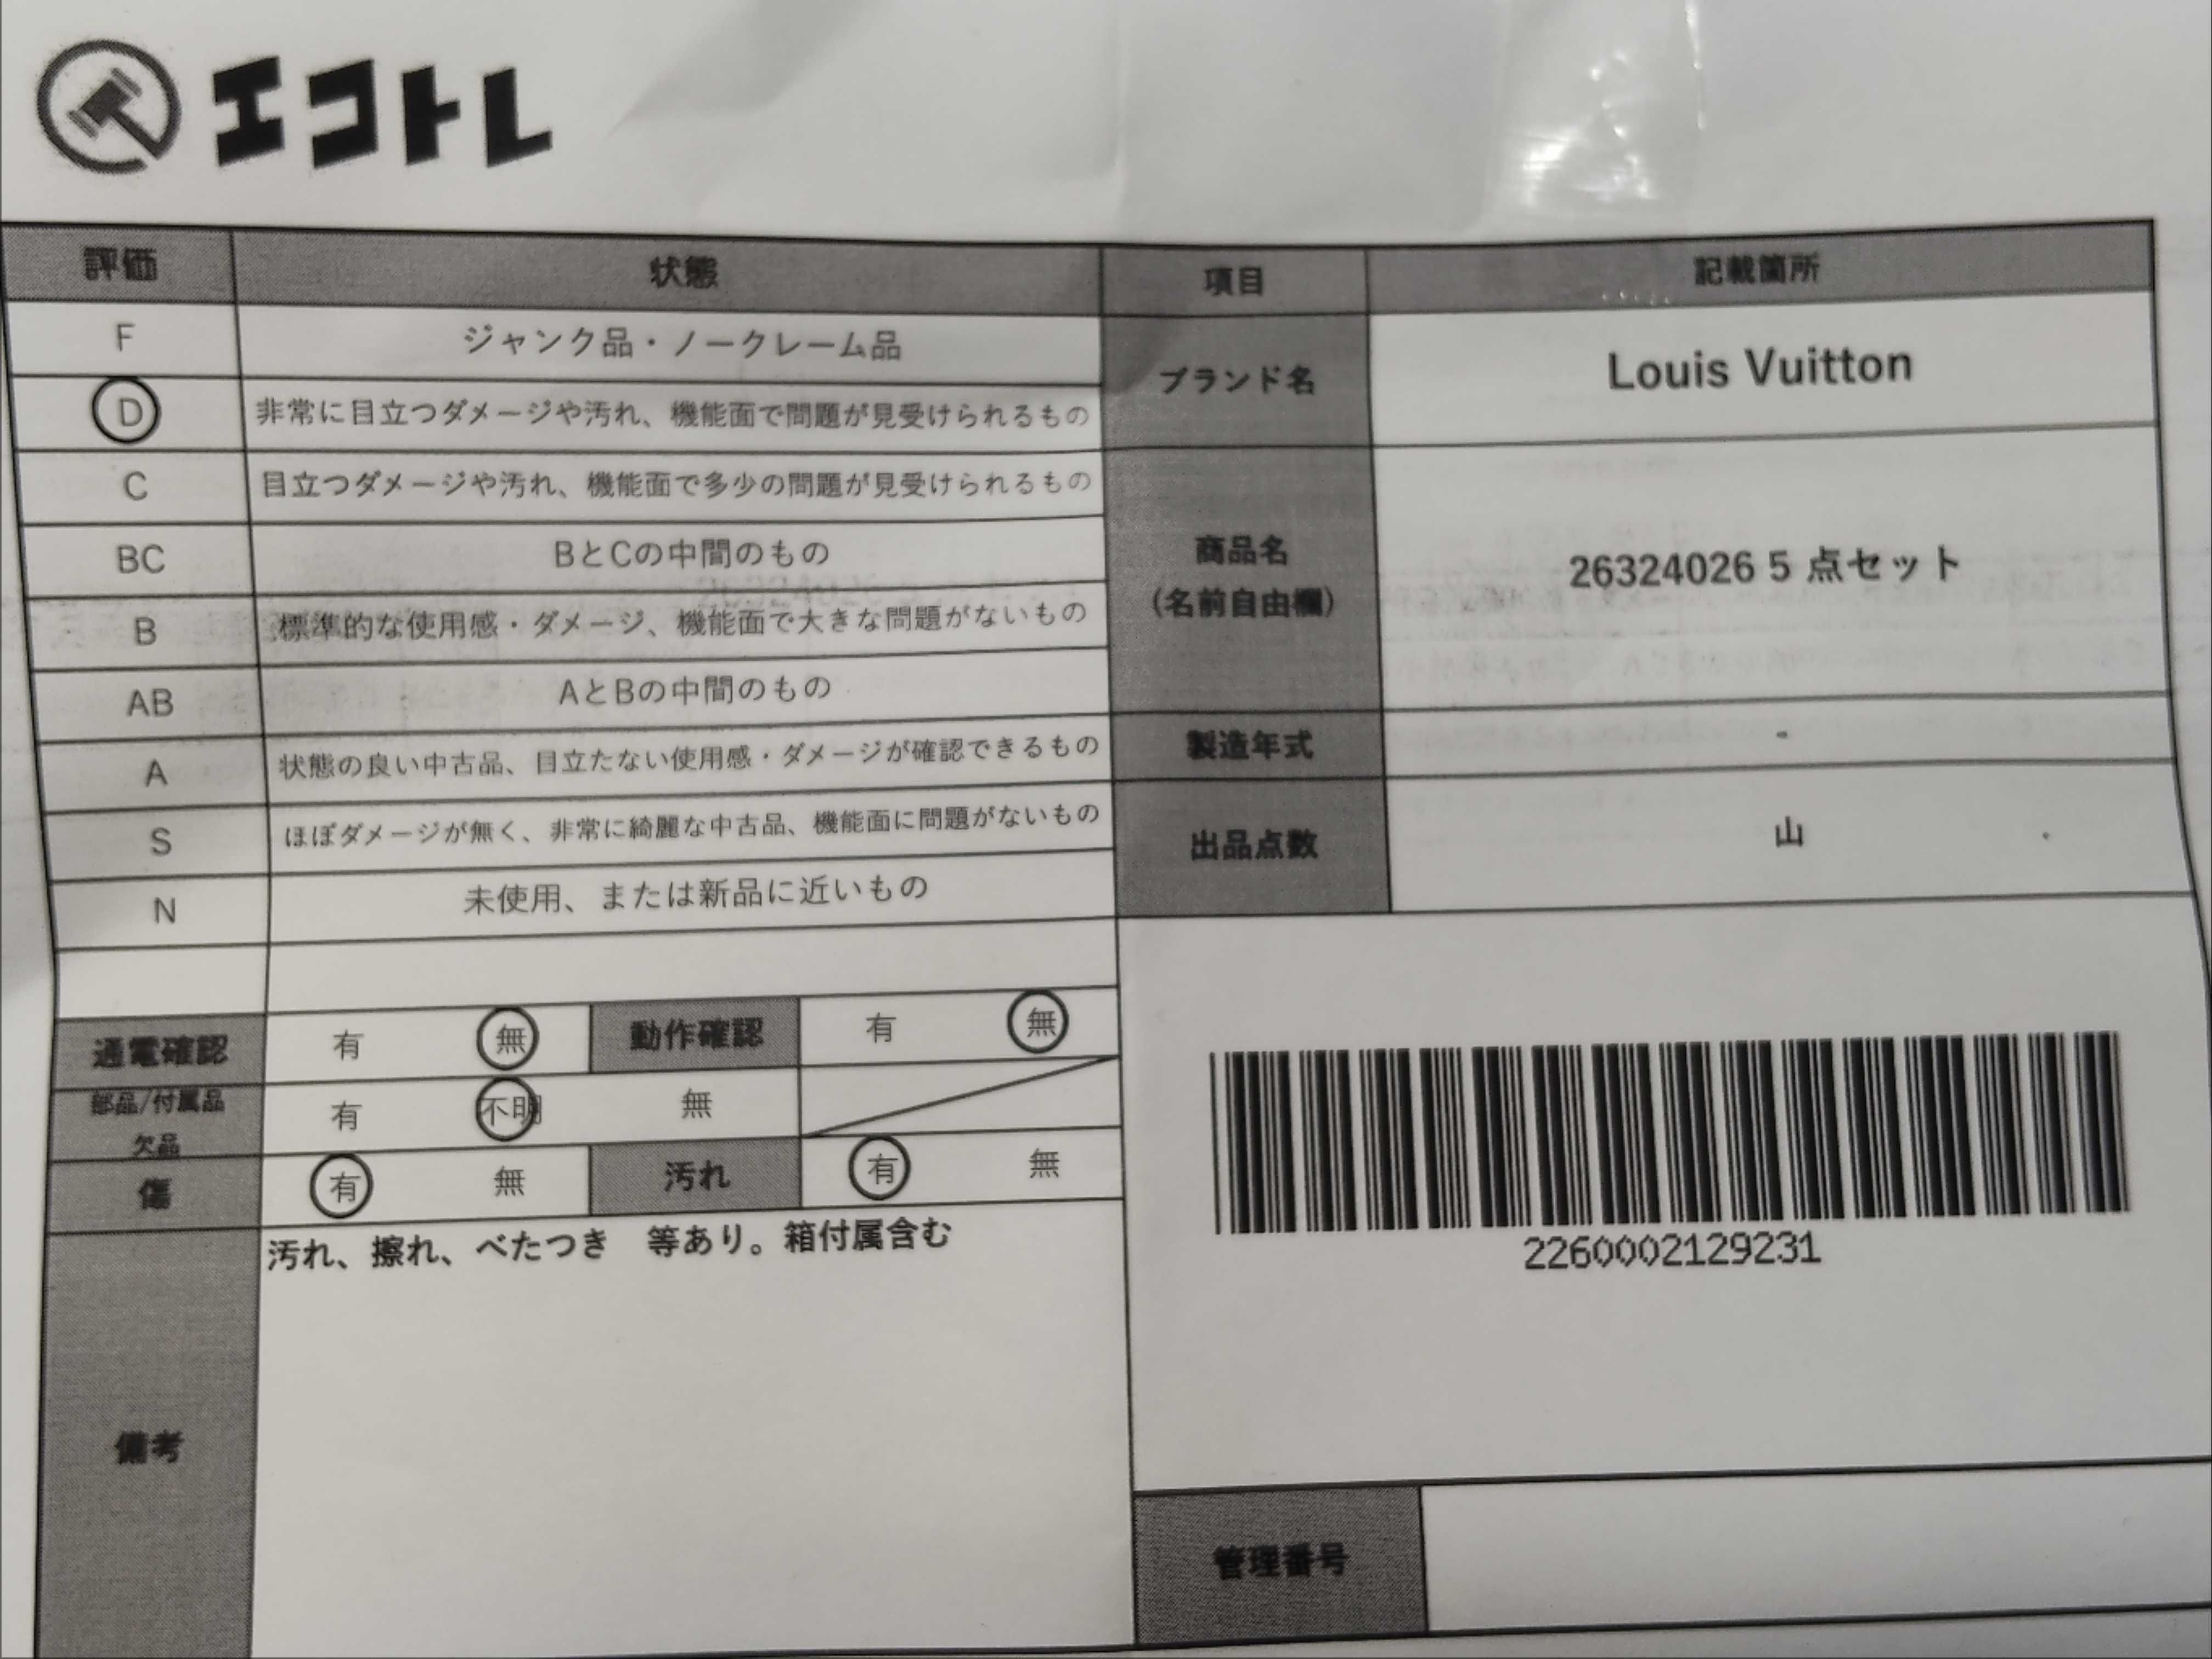 エコトレ
評価 状態 項目 記載箇所
F ジャンク品・ノークレーム品
D 非常に目立つダメージや汚れ、機能面で問題が見受けられるもの
C 目立つダメージや汚れ、機能面で多少の問題が見受けられるもの
BC BとCの中間のもの
B 標準的な使用感・ダメージ、機能面で大きな問題がないもの
AB AとBの中間のもの
A 状態の良い中古品、目立たない使用感・ダメージが確認できるもの
S ほぼダメージが無く、非常に綺麗な中古品、機能面に問題がないもの
N 未使用、または新品に近いもの
ブランド名 Louis Vuitton
商品名
(名前自由欄)
26324026 5 点セット
製造年式 -
出品点数 山
通電確認 有 無 動作確認 有 無
部品/付属品
欠品
有 不明 無
傷 有 無 汚れ 有 無
備考
汚れ、擦れ、べたつき 等あり。箱付属含む
2260002129231
管理番号